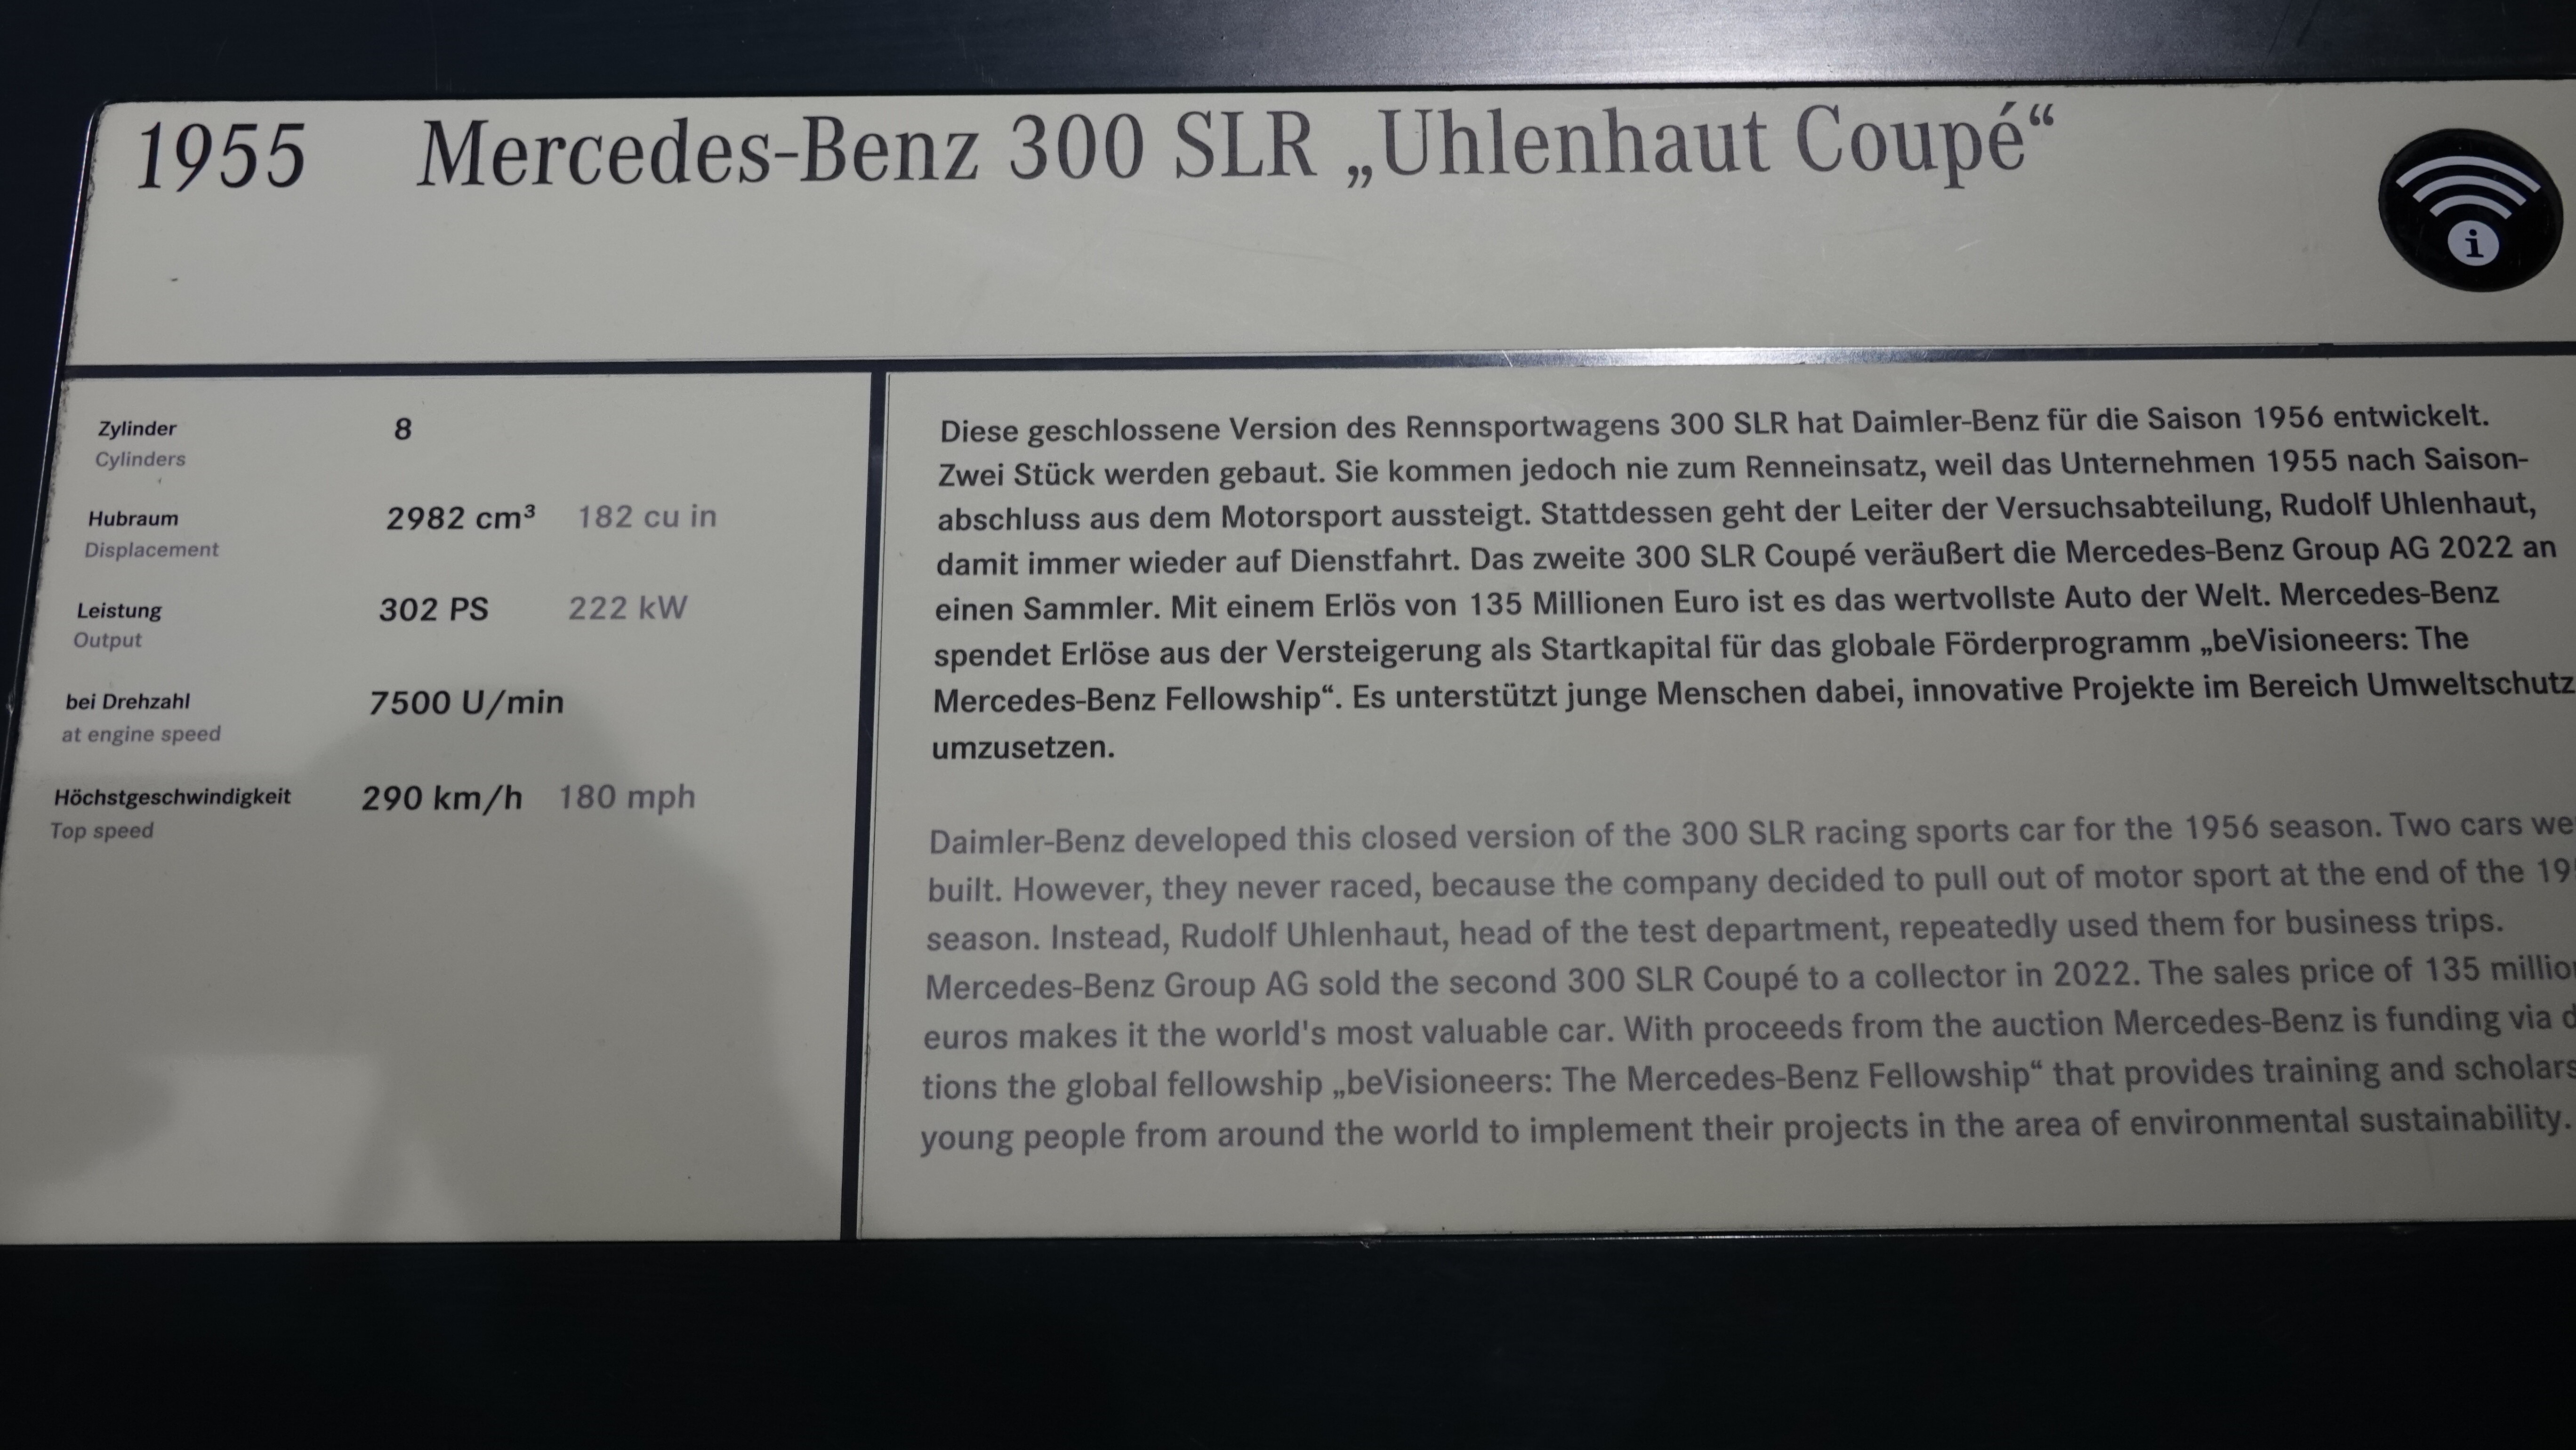 1955 Mercedes-Benz 300 SLR „Uhlenhaut Coupé“
i
Zylinder 8
Cylinders
Hubraum 2982 cm³ 182 cu in
Displacement
Leistung 302 PS 222 kW
Output
bei Drehzahl 7500 U/min
at engine speed
Höchstgeschwindigkeit 290 km/h 180 mph
Top speed
Diese geschlossene Version des Rennsportwagens 300 SLR hat Daimler-Benz für die Saison 1956 entwickelt.
Zwei Stück werden gebaut. Sie kommen jedoch nie zum Renneinsatz, weil das Unternehmen 1955 nach Saison-
abschluss aus dem Motorsport aussteigt. Stattdessen geht der Leiter der Versuchsabteilung, Rudolf Uhlenhaut,
damit immer wieder auf Dienstfahrt. Das zweite 300 SLR Coupé veräußert die Mercedes-Benz Group AG 2022 an
einen Sammler. Mit einem Erlös von 135 Millionen Euro ist es das wertvollste Auto der Welt. Mercedes-Benz
spendet Erlöse aus der Versteigerung als Startkapital für das globale Förderprogramm „beVisioneers: The
Mercedes-Benz Fellowship“. Es unterstützt junge Menschen dabei, innovative Projekte im Bereich Umweltschutz
umzusetzen.
Daimler-Benz developed this closed version of the 300 SLR racing sports car for the 1956 season. Two cars
built. However, they never raced, because the company decided to pull out of motor sport at the end of the
season. Instead, Rudolf Uhlenhaut, head of the test department, repeatedly used them for business trips.
Mercedes-Benz Group AG sold the second 300 SLR Coupé to a collector in 2022. The sales price of 135
euros makes it the world's most valuable car. With proceeds from the auction Mercedes-Benz is funding via
tions the global fellowship „beVisioneers: The Mercedes-Benz Fellowship“ that provides training and
young people from around the world to implement their projects in the area of environmental sustainability.